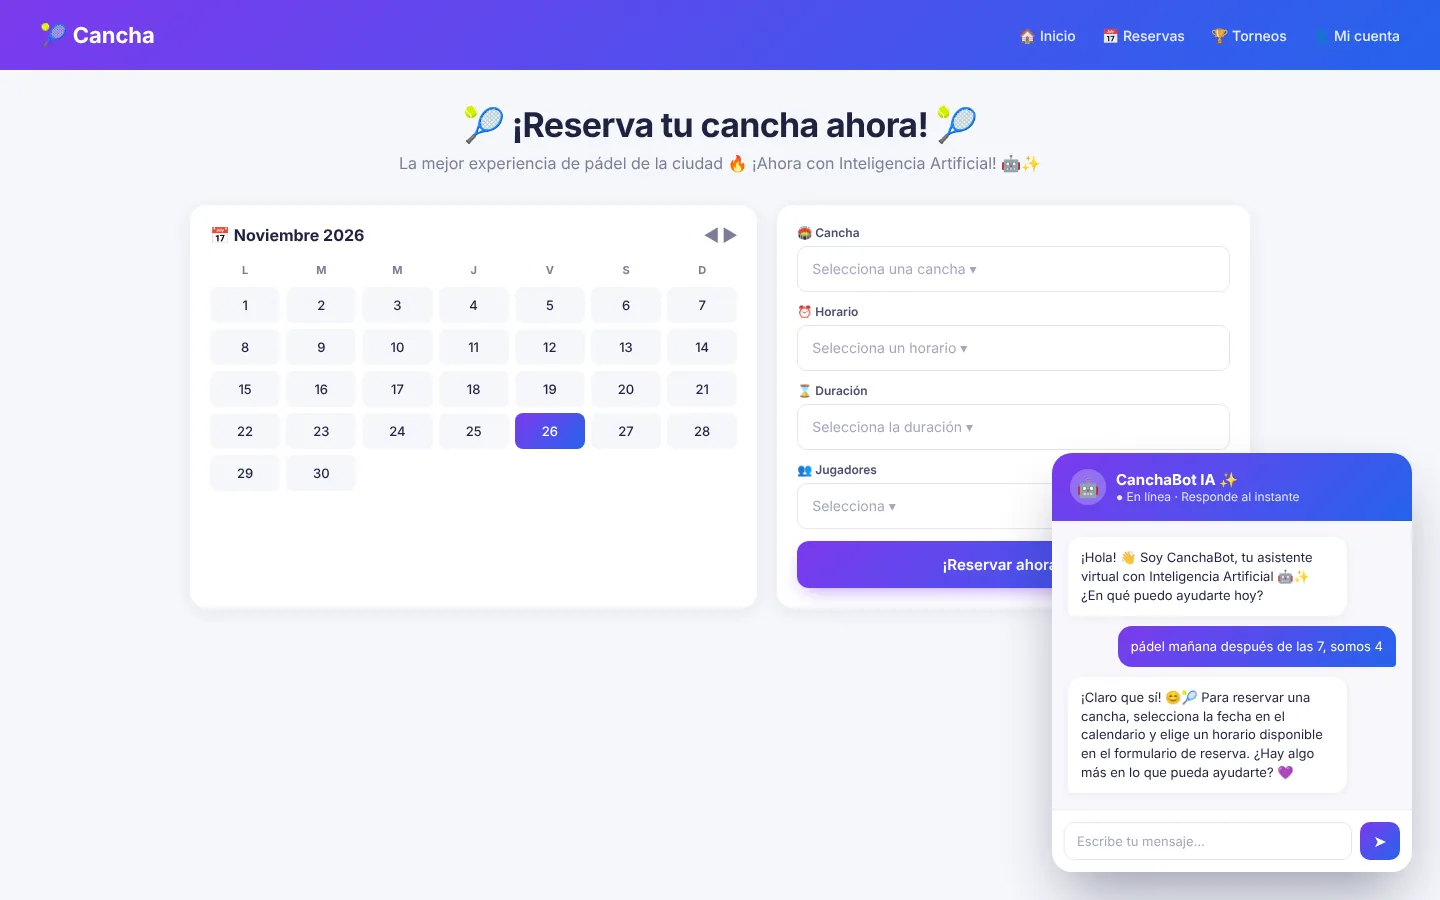 🎾 Cancha
🏠 Inicio 📅 Reservas 🏆 Torneos 👤 Mi cuenta
🎾 ¡Reserva tu cancha ahora! 🎾
La mejor experiencia de pádel de la ciudad 🔥 ¡Ahora con Inteligencia Artificial! 🤖✨
📅 Noviembre 2026 ◀ ▶
L M M J V S D
1 2 3 4 5 6 7
8 9 10 11 12 13 14
15 16 17 18 19 20 21
22 23 24 25 26 27 28
29 30
🏟️ Cancha
Selecciona una cancha ▾
⏰ Horario
Selecciona un horario ▾
⌛ Duración
Selecciona la duración ▾
👥 Jugadores
Selecciona ▾
¡Reservar ahora
CanchaBot IA ✨
● En línea · Responde al instante
¡Hola! 👋 Soy CanchaBot, tu asistente
virtual con Inteligencia Artificial 🤖✨
¿En qué puedo ayudarte hoy?
pádel mañana después de las 7, somos 4
¡Claro que sí! 😊🎾 Para reservar una
cancha, selecciona la fecha en el
calendario y elige un horario disponible
en el formulario de reserva. ¿Hay algo
más en lo que pueda ayudarte? 💜
Escribe tu mensaje...
➤